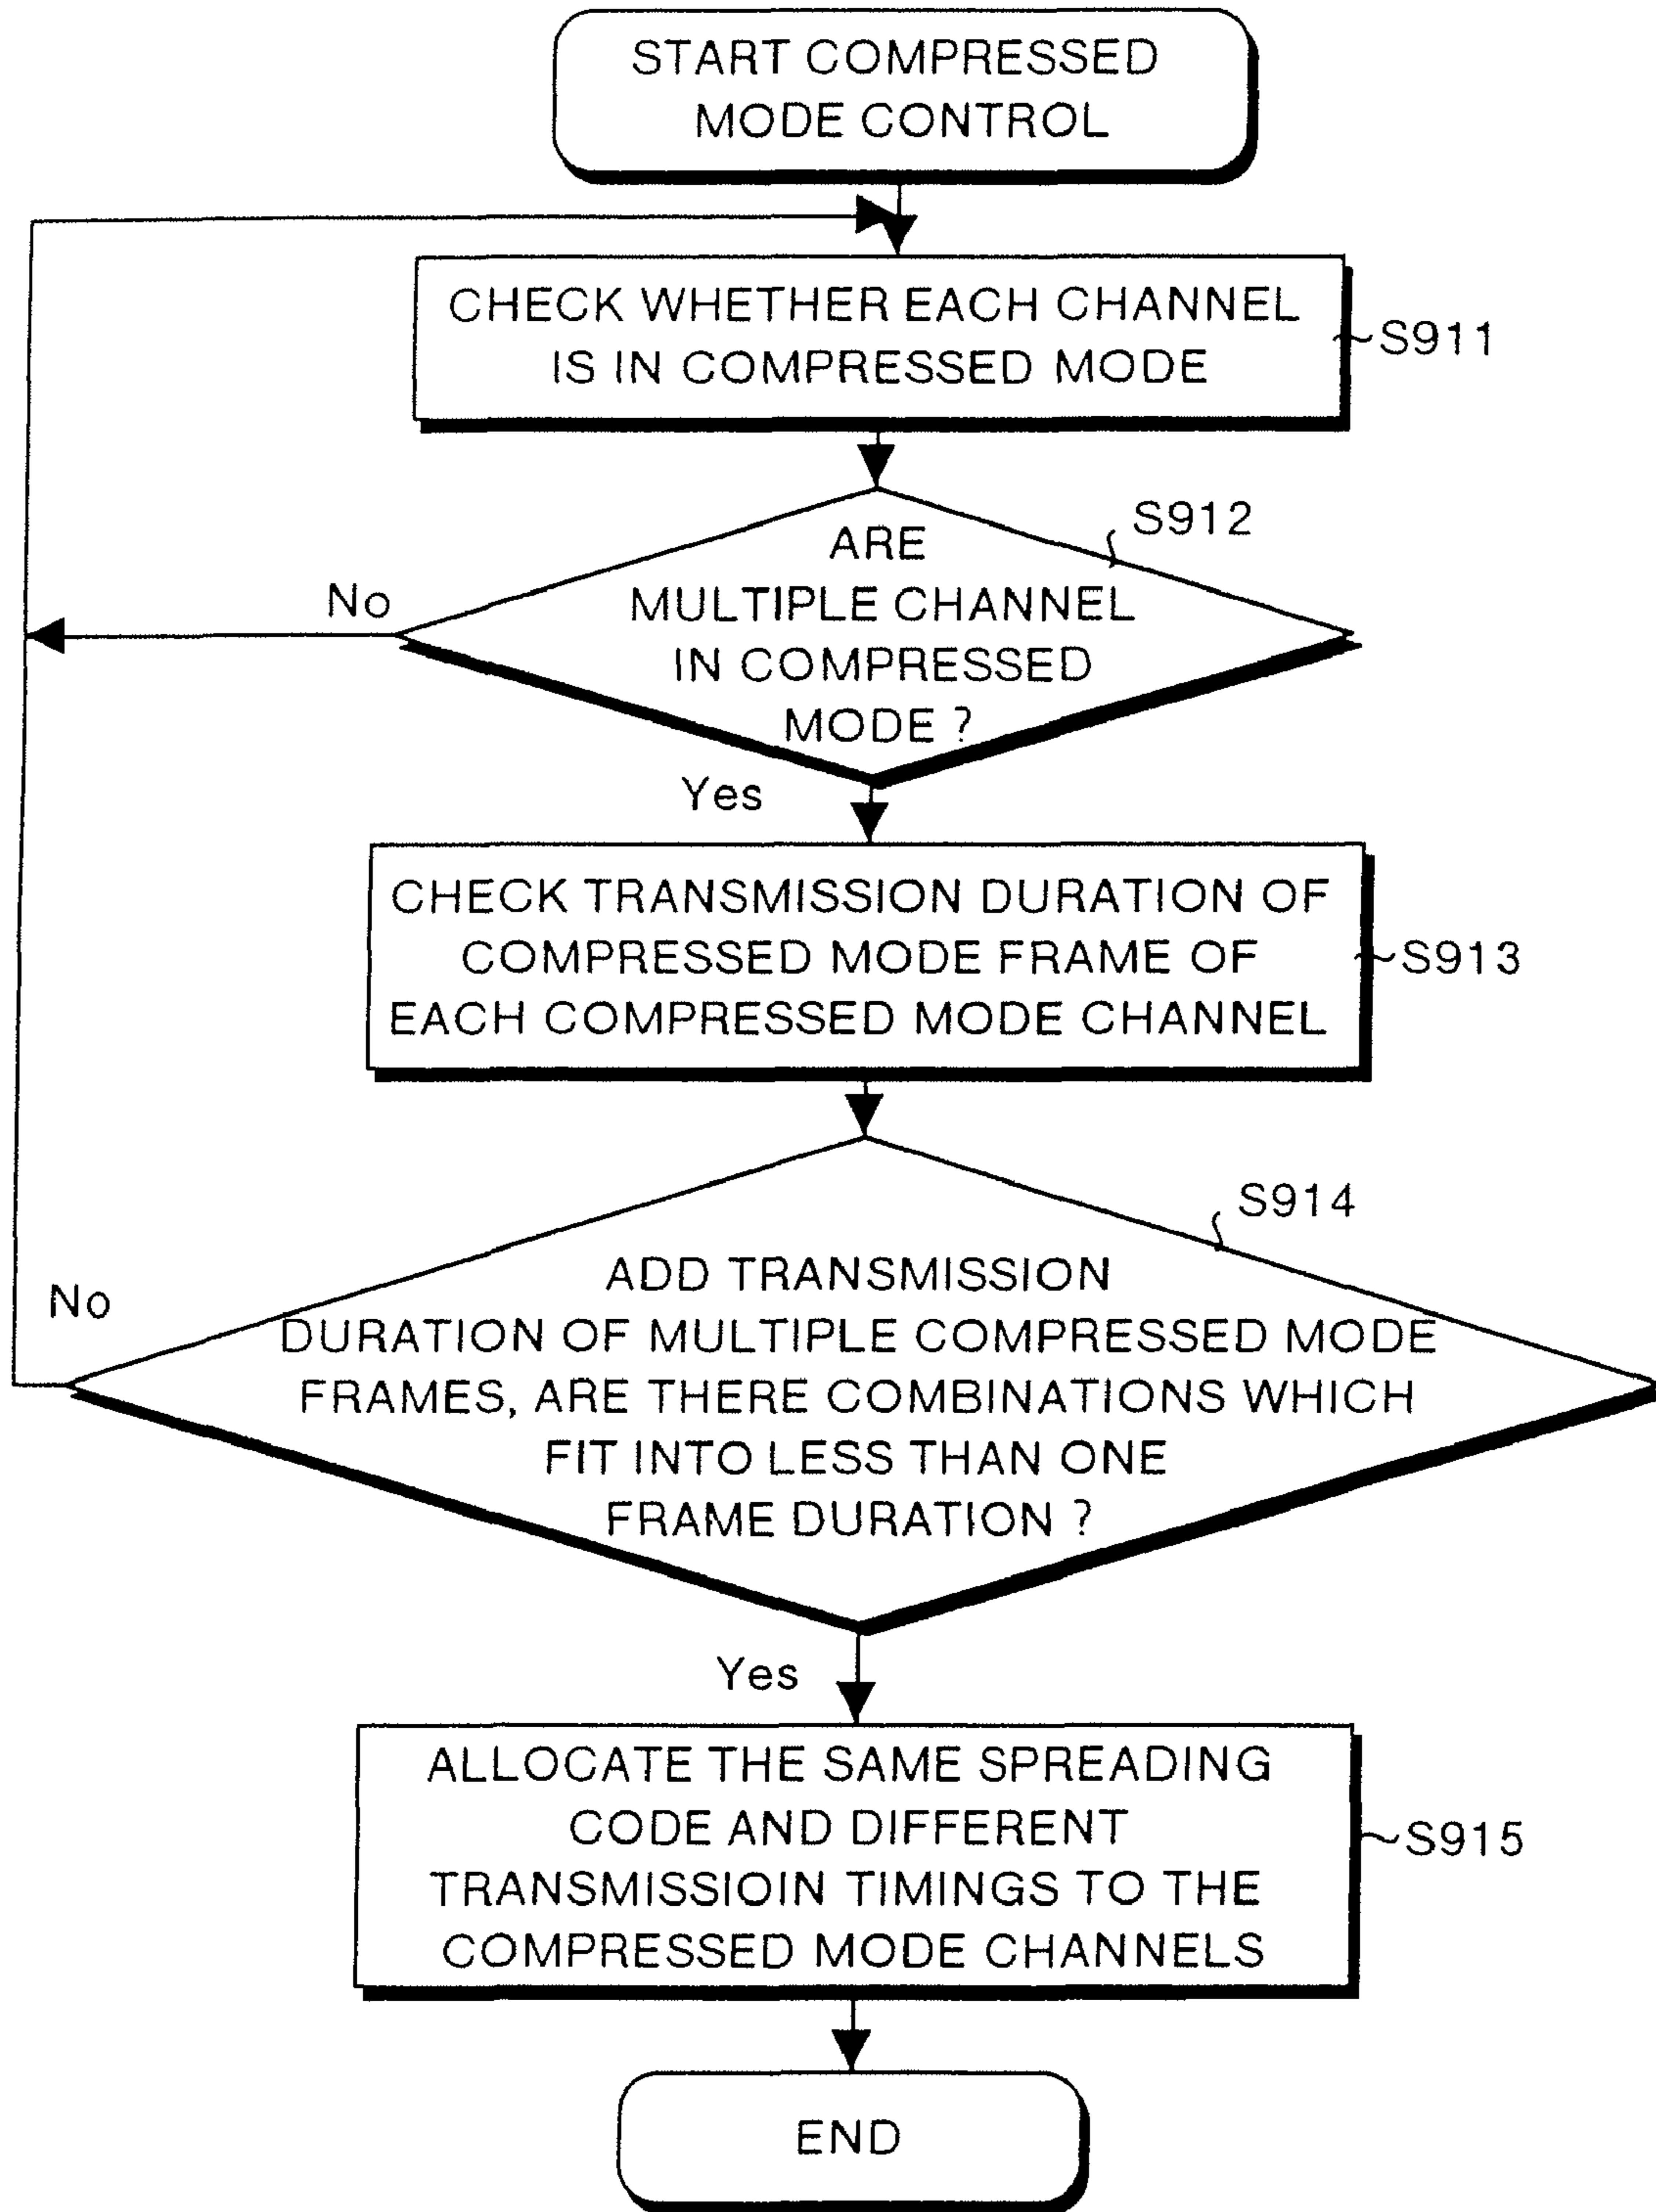 START COMPRESSED
MODE CONTROL
CHECK WHETHER EACH CHANNEL
IS IN COMPRESSED MODE
S911
S912
ARE
MULTIPLE CHANNEL
IN COMPRESSED
MODE ?
No
Yes
CHECK TRANSMISSION DURATION OF
COMPRESSED MODE FRAME OF
EACH COMPRESSED MODE CHANNEL
S913
S914
ADD TRANSMISSION
DURATION OF MULTIPLE COMPRESSED MODE
FRAMES, ARE THERE COMBINATIONS WHICH
FIT INTO LESS THAN ONE
FRAME DURATION ?
No
Yes
ALLOCATE THE SAME SPREADING
CODE AND DIFFERENT
TRANSMISSIOIN TIMINGS TO THE
COMPRESSED MODE CHANNELS
S915
END